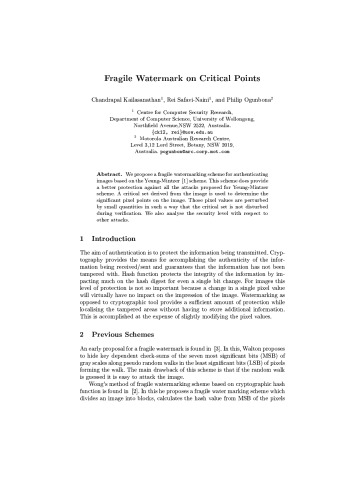 Fragile Watermark on Critical Points
Chandrapal Kailasanathan¹, Rei Safavi-Naini¹, and Philip Ogunbona²
¹ Centre for Computer Security Research,
Department of Computer Science, University of Wollongong,
Northfield Avenue,NSW 2522, Australia.
{ck12, rei}@uow.edu.au
² Motorola Australian Research Centre,
Level 3,12 Lord Street, Botany, NSW 2019,
Australia. pogunbon@arc.corp.mot.com
Abstract. We propose a fragile watermarking scheme for authenticating
images based on the Yeung-Mintzer [1] scheme. This scheme does provide
a better protection against all the attacks proposed for Yeung-Mintzer
scheme. A critical set derived from the image is used to determine the
significant pixel points on the image. Those pixel values are perturbed
by small quantities in such a way that the critical set is not disturbed
during verification. We also analyse the security level with respect to
other attacks.
1 Introduction
The aim of authentication is to protect the information being transmitted. Cryp-
tography provides the means for accomplishing the authenticity of the infor-
mation being received/sent and guarantees that the information has not been
tampered with. Hash function protects the integrity of the information by im-
pacting much on the hash digest for even a single bit change. For images this
level of protection is not so important because a change in a single pixel value
will virtually have no impact on the impression of the image. Watermarking as
opposed to cryptographic tool provides a sufficient amount of protection while
localising the tampered areas without having to store additional information.
This is accomplished at the expense of slightly modifying the pixel values.
2 Previous Schemes
An early proposal for a fragile watermark is found in [3]. In this, Walton proposes
to hide key dependent check-sums of the seven most significant bits (MSB) of
gray scales along pseudo random walks in the least significant bits (LSB) of pixels
forming the walk. The main drawback of this scheme is that if the random walk
is guessed it is easy to attack the image.
Wong's method of fragile watermarking scheme based on cryptographic hash
function is found in [2]. In this he proposes a fragile water marking scheme which
divides an image into blocks, calculates the hash value from MSB of the pixels